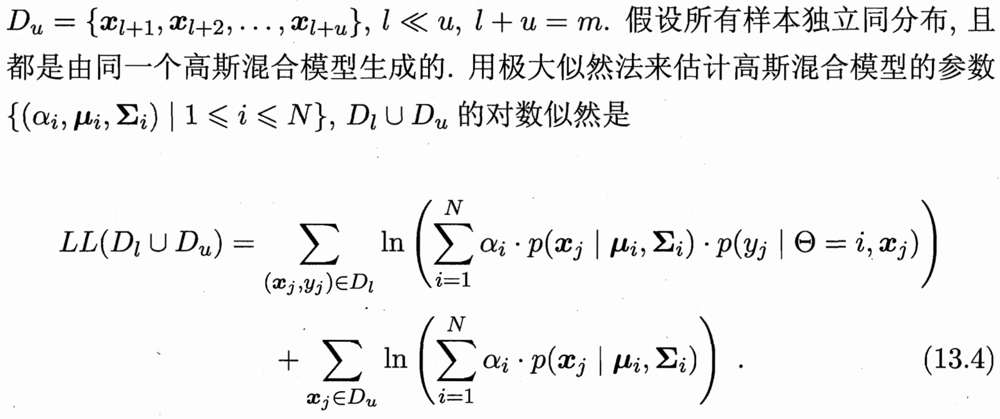 $D_u = \{\boldsymbol{x}_{l+1}, \boldsymbol{x}_{l+2}, \ldots, \boldsymbol{x}_{l+u}\}$, $l \ll u$, $l + u = m$. 假设所有样本独立同分布, 且
都是由同一个高斯混合模型生成的. 用极大似然法来估计高斯混合模型的参数
$\{(\alpha_i, \boldsymbol{\mu}_i, \boldsymbol{\Sigma}_i) \mid 1 \leqslant i \leqslant N\}$, $D_l \cup D_u$ 的对数似然是
$LL(D_l \cup D_u) = \sum_{(\boldsymbol{x}_j, y_j) \in D_l} \ln \left( \sum_{i=1}^{N} \alpha_i \cdot p(\boldsymbol{x}_j \mid \boldsymbol{\mu}_i, \boldsymbol{\Sigma}_i) \cdot p(y_j \mid \Theta = i, \boldsymbol{x}_j) \right)$
$+ \sum_{\boldsymbol{x}_j \in D_u} \ln \left( \sum_{i=1}^{N} \alpha_i \cdot p(\boldsymbol{x}_j \mid \boldsymbol{\mu}_i, \boldsymbol{\Sigma}_i) \right) .$ (13.4)